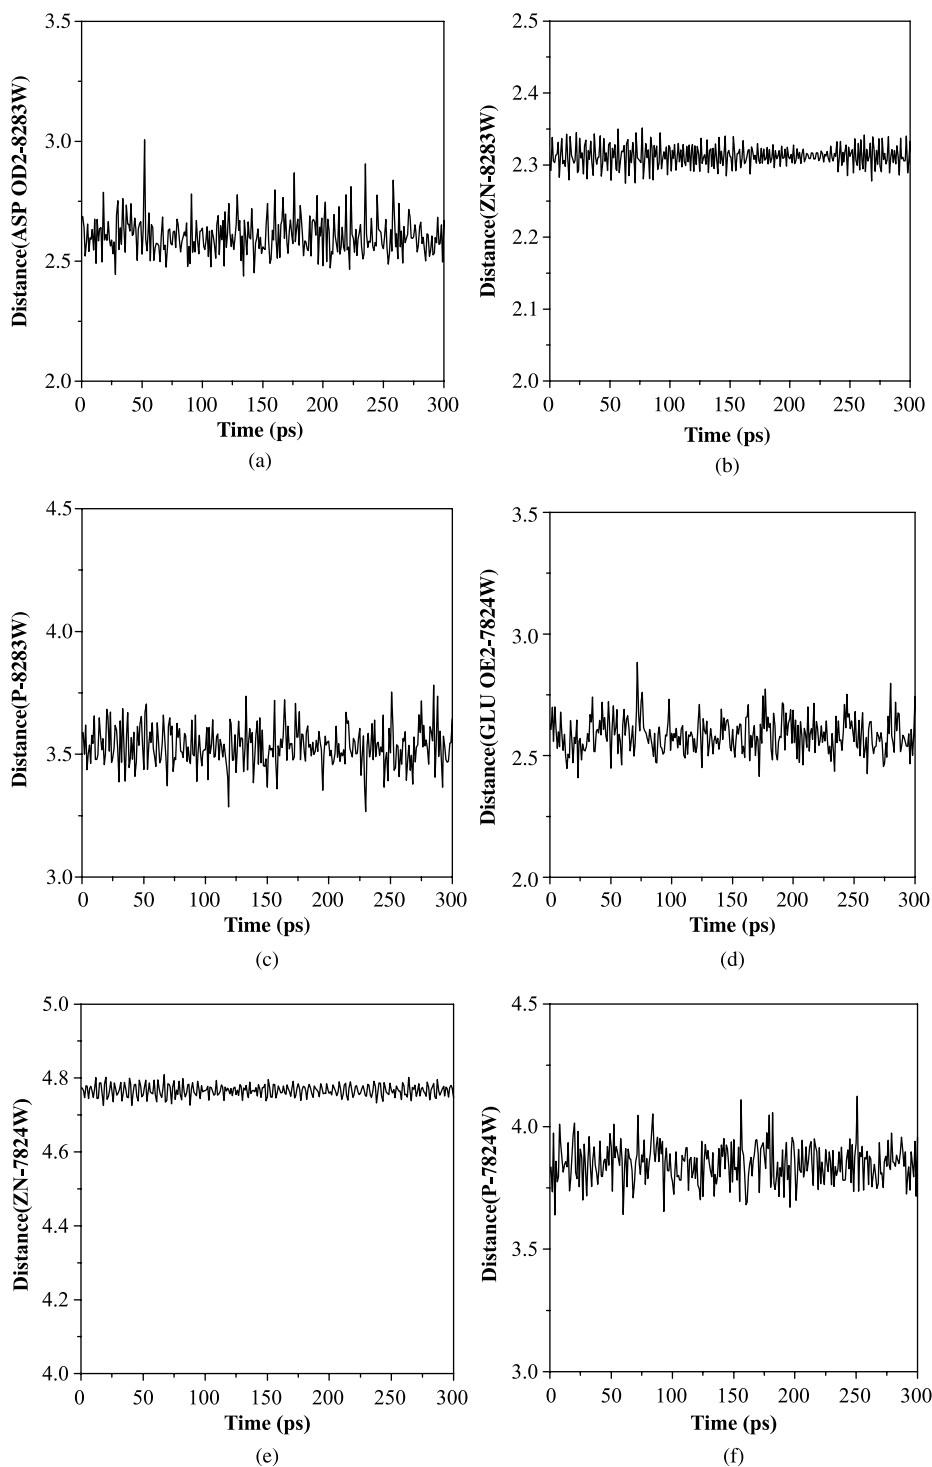 3.5
3.0
2.5
2.0
Distance(ASP OD2-8283W)
0 50 100 150 200 250 300
Time (ps)
(a)
2.5
2.4
2.3
2.2
2.1
2.0
Distance(ZN-8283W)
0 50 100 150 200 250 300
Time (ps)
(b)
4.5
4.0
3.5
3.0
Distance(P-8283W)
0 50 100 150 200 250 300
Time (ps)
(c)
3.5
3.0
2.5
2.0
Distance(GLU OE2-7824W)
0 50 100 150 200 250 300
Time (ps)
(d)
5.0
4.8
4.6
4.4
4.2
4.0
Distance(ZN-7824W)
0 50 100 150 200 250 300
Time (ps)
(e)
4.5
4.0
3.5
3.0
Distance(P-7824W)
0 50 100 150 200 250 300
Time (ps)
(f)